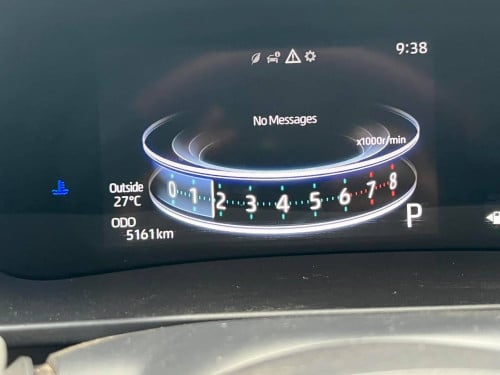 9:38
No Messages
x1000r/min
0 1 2 3 4 5 6 7 8
Outside
27°C
ODO
5161km
P